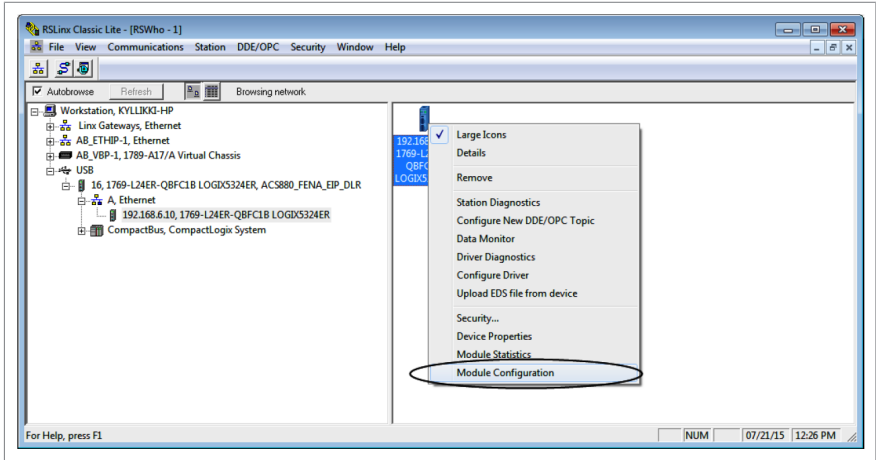 RSLinx Classic Lite - [RSWho - 1]
File View Communications Station DDE/OPC Security Window Help
Autobrowse Refresh Browsing network
Workstation, KYLLIKKI-HP
Linx Gateways, Ethernet
AB_ETHIP-1, Ethernet
AB_VBP-1, 1789-A17/A Virtual Chassis
USB
16, 1769-L24ER-QBFC1B LOGIX5324ER, ACS880_FENA_EIP_DLR
A, Ethernet
192.168.6.10, 1769-L24ER-QBFC1B LOGIX5324ER
CompactBus, CompactLogix System
192.168
1769-L2
QBFC
LOGIX5
Large Icons
Details
Remove
Station Diagnostics
Configure New DDE/OPC Topic
Data Monitor
Driver Diagnostics
Configure Driver
Upload EDS file from device
Security...
Device Properties
Module Statistics
Module Configuration
For Help, press F1
NUM 07/21/15 12:26 PM